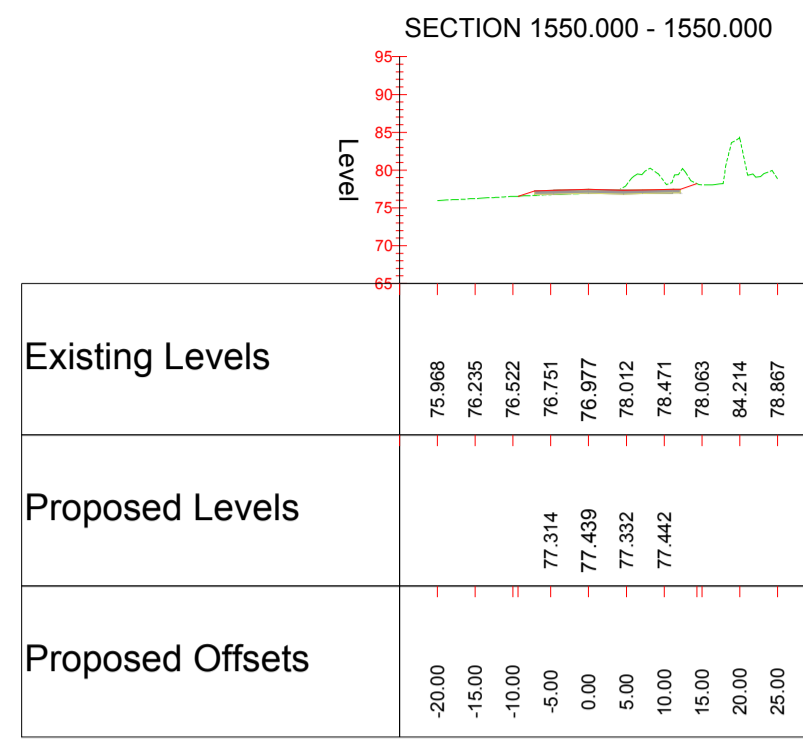 SECTION 1550.000 - 1550.000
95
90
85
80
75
70
65
Level
Existing Levels
75.968 76.235 76.522 76.751 76.977 78.012 78.471 78.063 84.214 78.867
Proposed Levels
77.314 77.439 77.332 77.442
Proposed Offsets
-20.00 -15.00 -10.00 -5.00 0.00 5.00 10.00 15.00 20.00 25.00